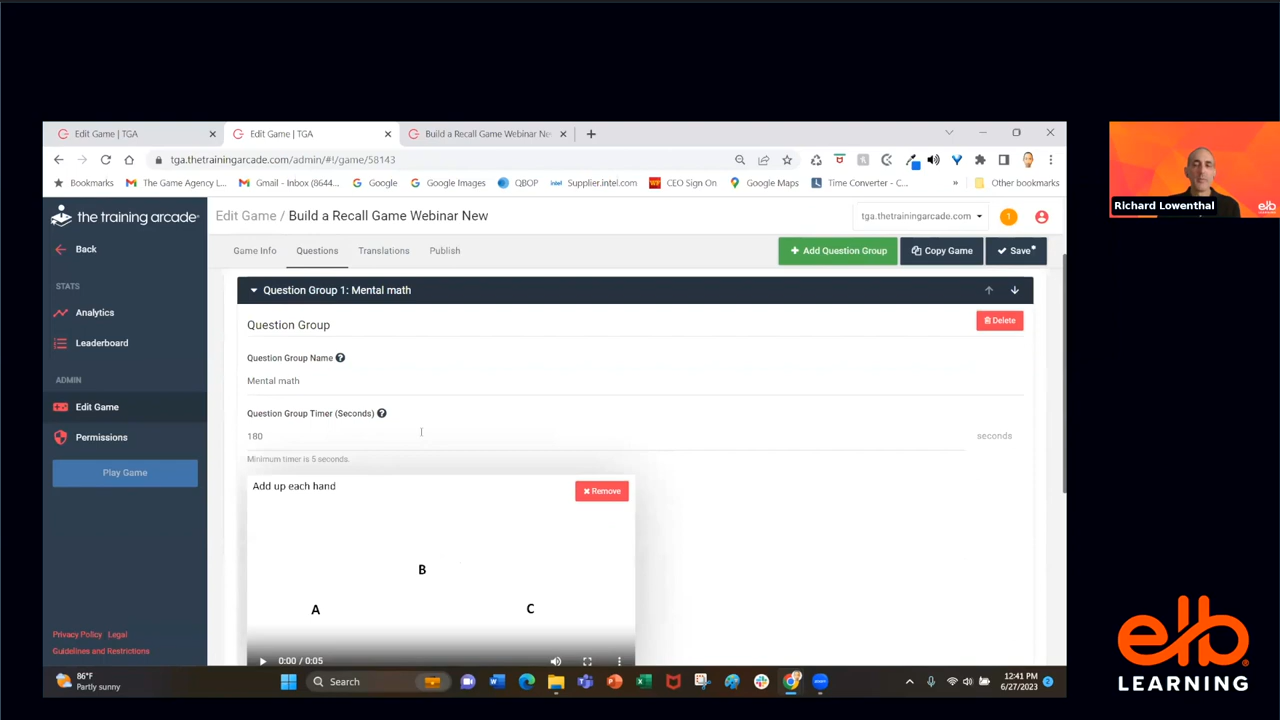 Edit Game | TGA
Edit Game | TGA
Build a Recall Game Webinar Ne
tga.thetrainingarcade.com/admin/#!/game/58143
Bookmarks
The Game Agency L...
Gmail - Inbox (8644...
Google
Google Images
QBOP
intel Supplier.intel.com
WP CEO Sign On
Google Maps
Time Converter - C...
»
Other bookmarks
the training arcade
Edit Game / Build a Recall Game Webinar New
tga.thetrainingarcade.com
1
Back
Game Info
Questions
Translations
Publish
+ Add Question Group
Copy Game
Save
STATS
Analytics
Leaderboard
ADMIN
Edit Game
Permissions
Play Game
Privacy Policy Legal
Guidelines and Restrictions
Question Group 1: Mental math
Question Group
Delete
Question Group Name
Mental math
Question Group Timer (Seconds)
180
seconds
Minimum timer is 5 seconds.
Add up each hand
Remove
B
A
C
0:00 / 0:05
86°F
Partly sunny
Search
12:41 PM
6/27/2023
2
Richard Lowenthal
elb
elb
LEARNING